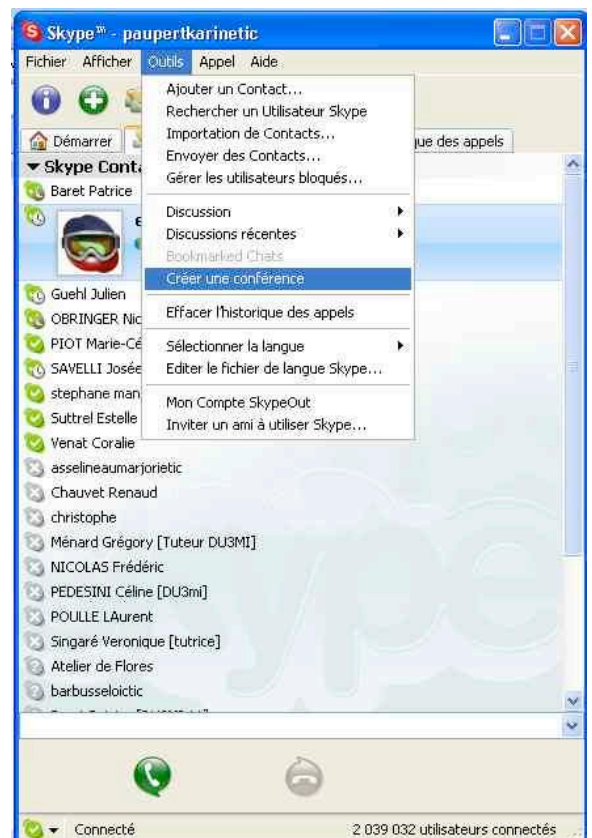 Skype™ - paupertkarinetic
Fichier Afficher Outils Appel Aide
Ajouter un Contact...
Rechercher un Utilisateur Skype
Importation de Contacts...
Envoyer des Contacts...
Gérer les utilisateurs bloqués...
Discussion
Discussions récentes
Bookmarked Chats
Créer une conférence
Effacer l'historique des appels
Sélectionner la langue
Editer le fichier de langue Skype...
Mon Compte SkypeOut
Inviter un ami à utiliser Skype...
Démarrer
ue des appels
Skype Conta
Baret Patrice
e
Guehl Julien
OBRINGER Nic
PIOT Marie-Cé
SAVELLI Josée
stephane man
Suttrel Estelle
Venat Coralie
asselineaumarjorietic
Chauvet Renaud
christophe
Ménard Grégory [Tuteur DU3MI]
NICOLAS Frédéric
PEDESINI Céline [DU3mi]
POULLE LAurent
Singaré Veronique [tutrice]
Atelier de Flores
barbusseloictic
Connecté
2 039 032 utilisateurs connectés